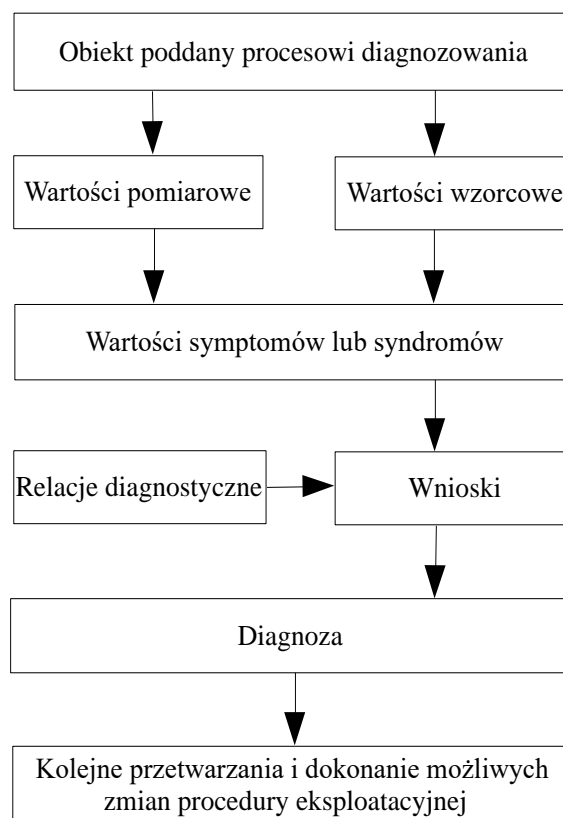 Obiekt poddany procesowi diagnozowania
Wartości pomiarowe
Wartości wzorcowe
Wartości symptomów lub syndromów
Relacje diagnostyczne
Wnioski
Diagnoza
Kolejne przetwarzania i dokonanie możliwych
zmian procedury eksploatacyjnej